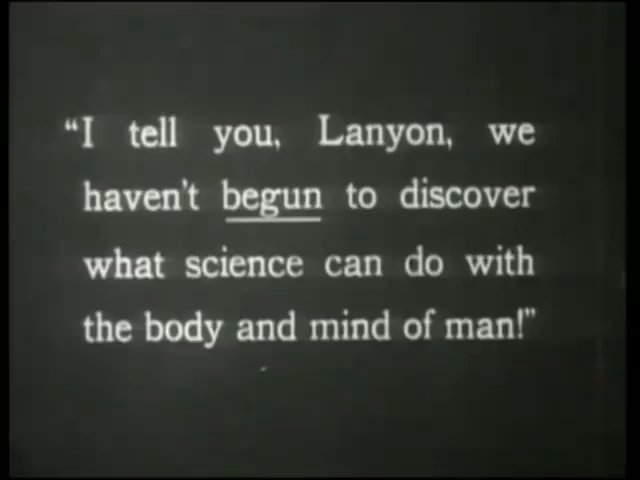 “I tell you, Lanyon, we
haven't begun to discover
what science can do with
the body and mind of man!”